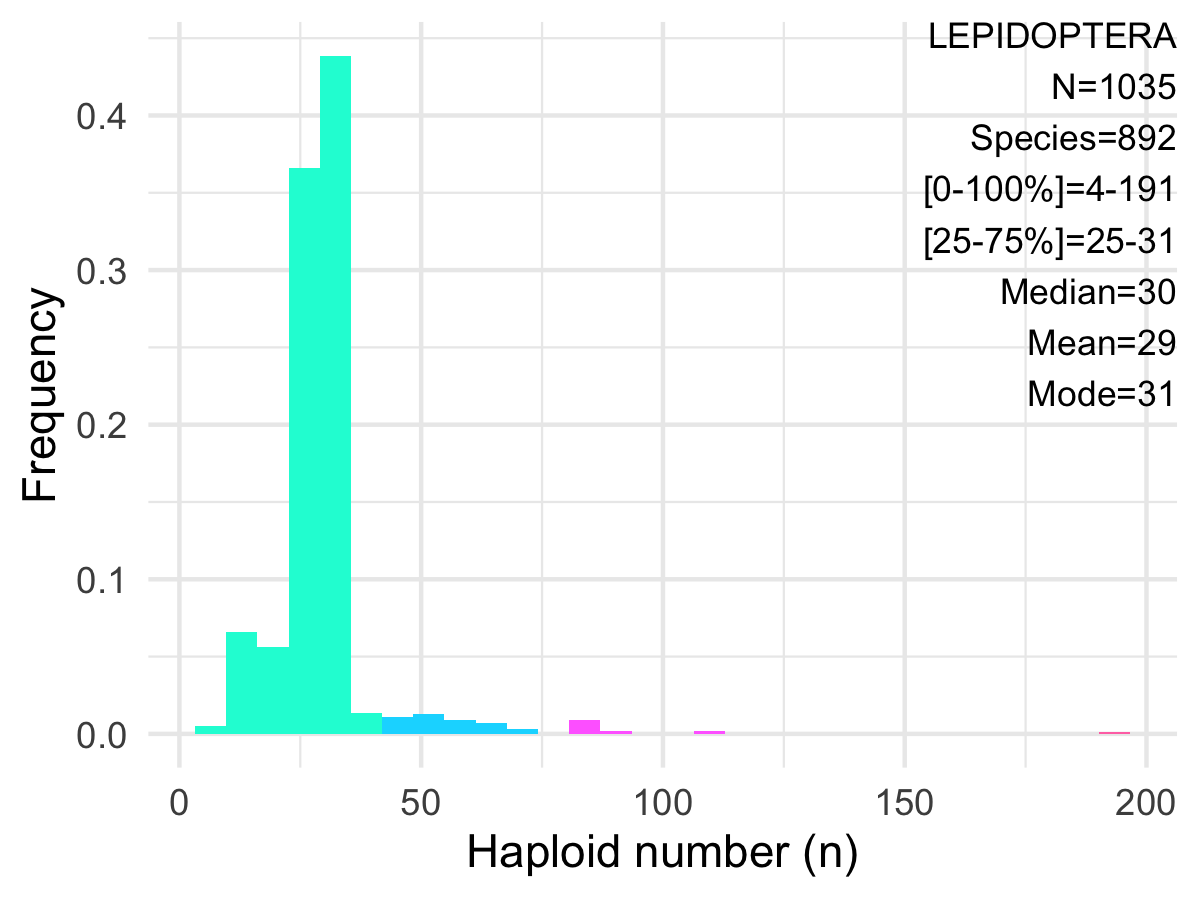 LEPIDOPTERA
N=1035
Species=892
[0-100%]=4-191
[25-75%]=25-31
Median=30
Mean=29
Mode=31
Frequency
0.4
0.3
0.2
0.1
0.0
0 50 100 150 200
Haploid number (n)